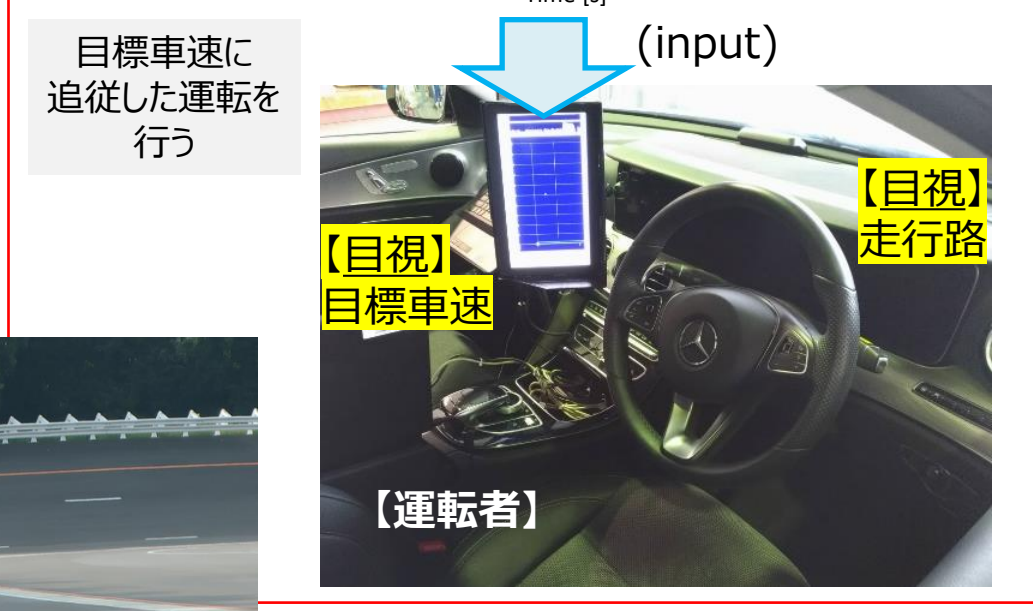 Time [s]
(input)
目標車速に
追従した運転を
行う
【目視】
走行路
【目視】
目標車速
【運転者】